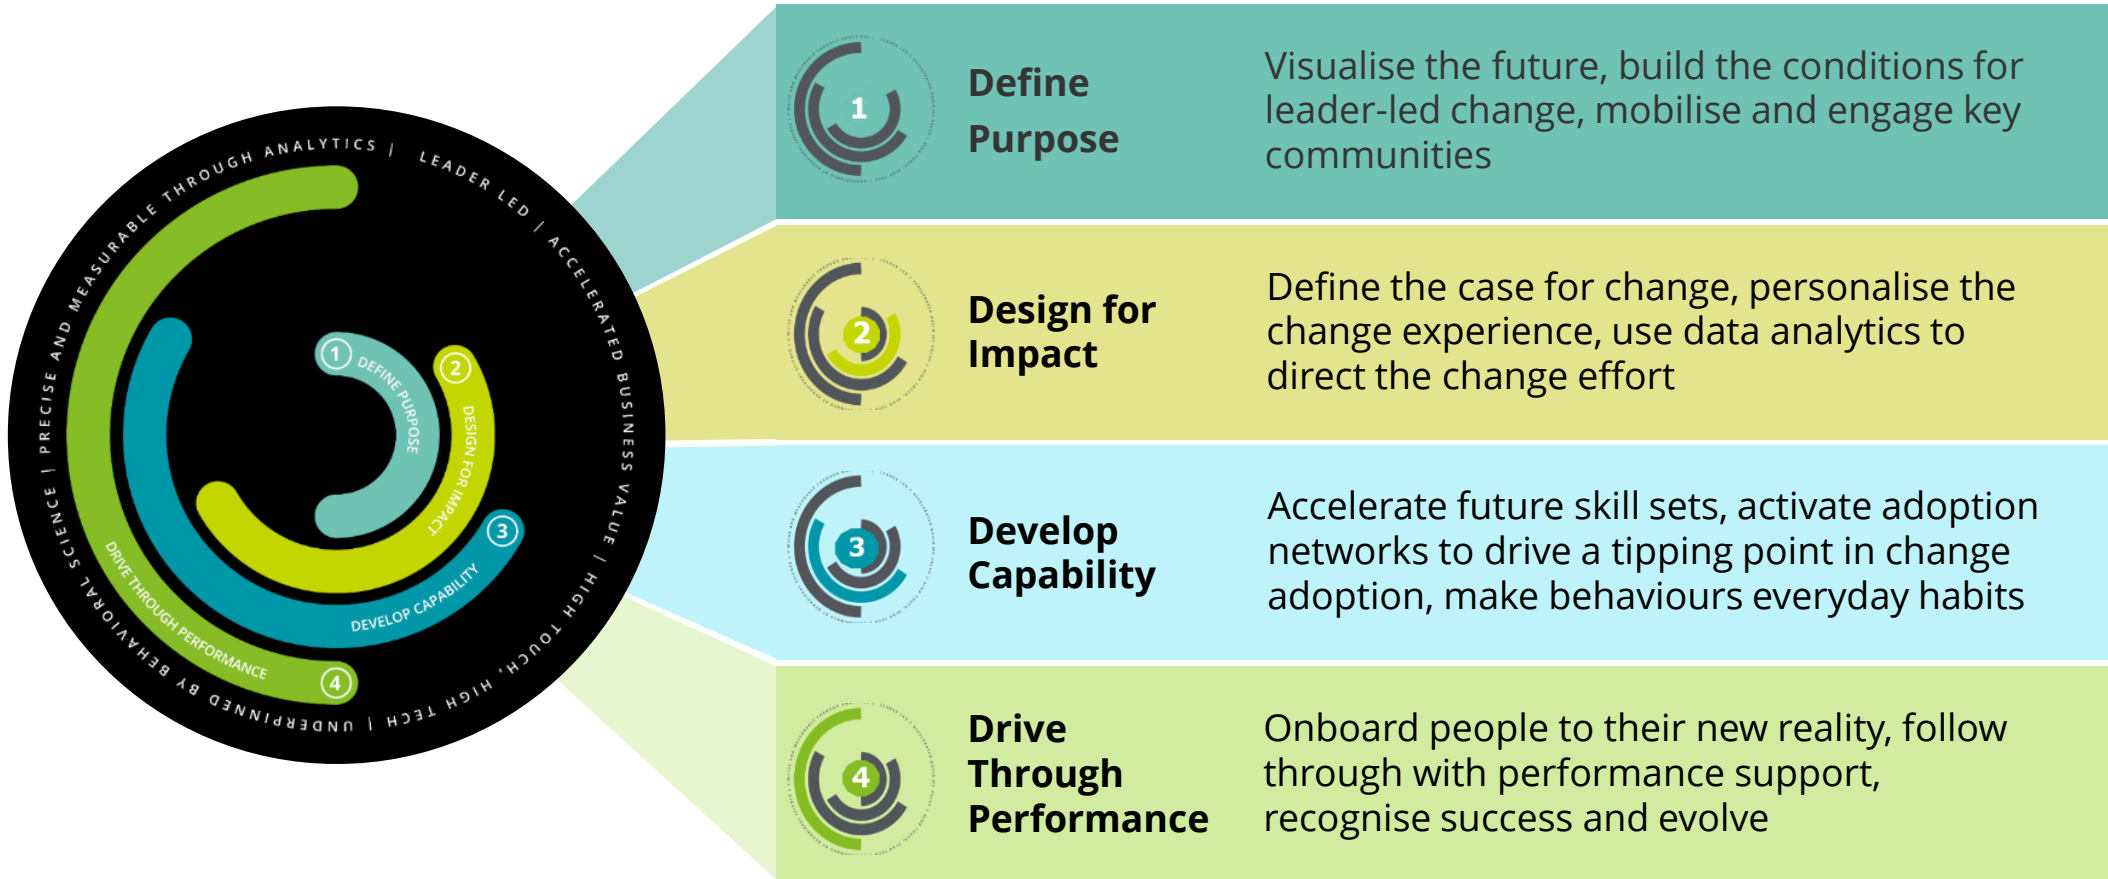 PRECISE AND MEASURABLE THROUGH ANALYTICS | LEADER LED | ACCELERATED BUSINESS VALUE | HIGH TOUCH, HIGH TECH | UNDERPINNED BY BEHAVIORAL SCIENCE |
1 DEFINE PURPOSE
2 DESIGN FOR IMPACT
3 DEVELOP CAPABILITY
4 DRIVE THROUGH PERFORMANCE
1
Define
Purpose
Visualise the future, build the conditions for
leader-led change, mobilise and engage key
communities
2
Design for
Impact
Define the case for change, personalise the
change experience, use data analytics to
direct the change effort
3
Develop
Capability
Accelerate future skill sets, activate adoption
networks to drive a tipping point in change
adoption, make behaviours everyday habits
4
Drive
Through
Performance
Onboard people to their new reality, follow
through with performance support,
recognise success and evolve